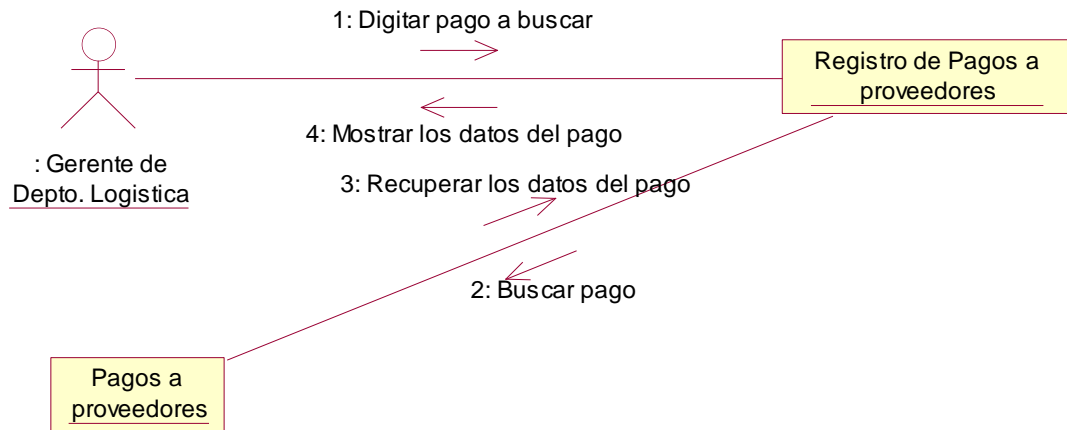 1: Digitar pago a buscar
Registro de Pagos a
proveedores
4: Mostrar los datos del pago
: Gerente de
Depto. Logistica
3: Recuperar los datos del pago
2: Buscar pago
Pagos a
proveedores